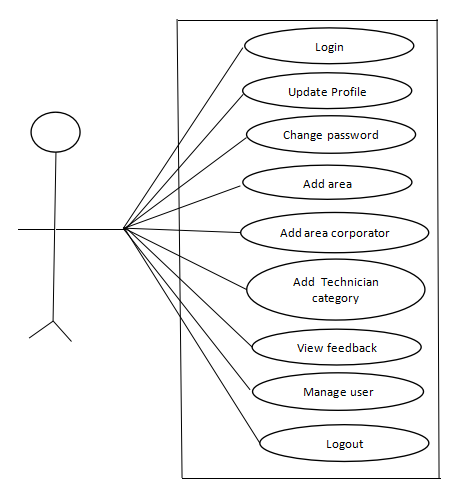 Login
Update Profile
Change password
Add area
Add area corporator
Add Technician
category
View feedback
Manage user
Logout